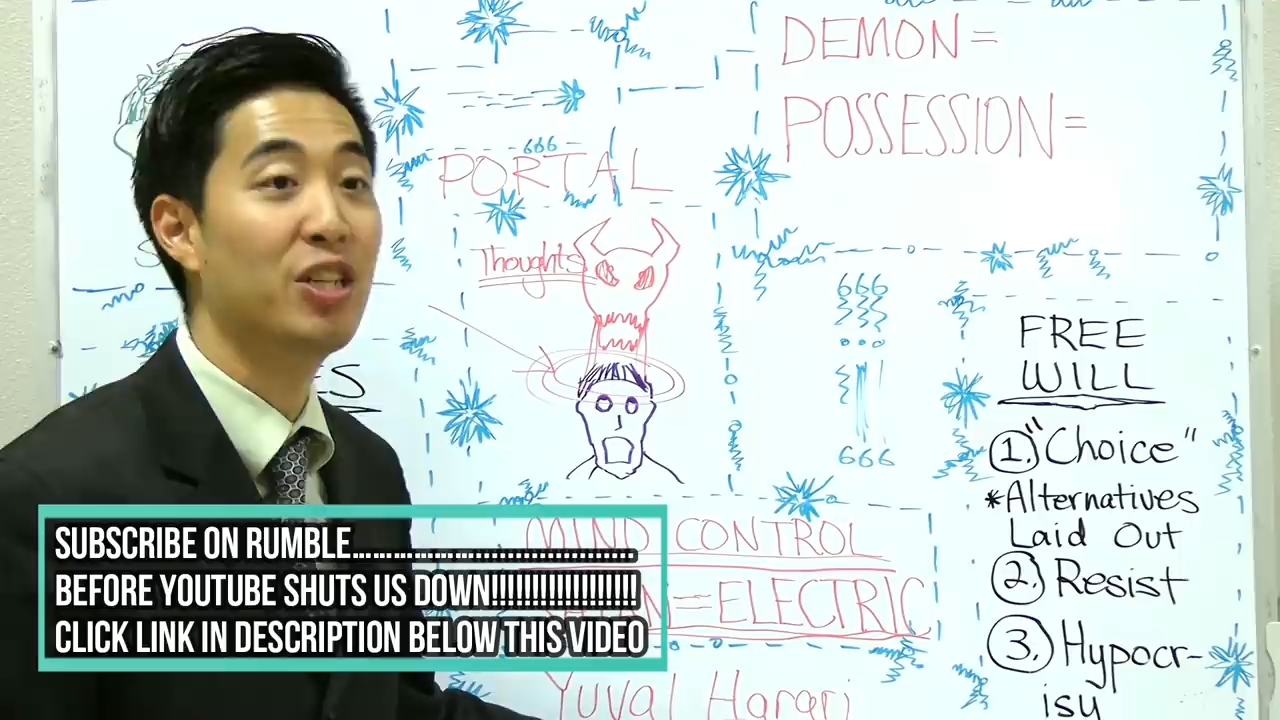 DEMON=
POSSESSION=
666
PORTAL
Thoughts
666
666
FREE
WILL
1. "Choice"
*Alternatives
Laid Out
2. Resist
3. Hypocr-
isy
MIND CONTROL
SATAN=ELECTRIC
Yuval Harari
SUBSCRIBE ON RUMBLE.....................................
BEFORE YOUTUBE SHUTS US DOWN!!!!!!!!!!!!!!!!!!!
CLICK LINK IN DESCRIPTION BELOW THIS VIDEO